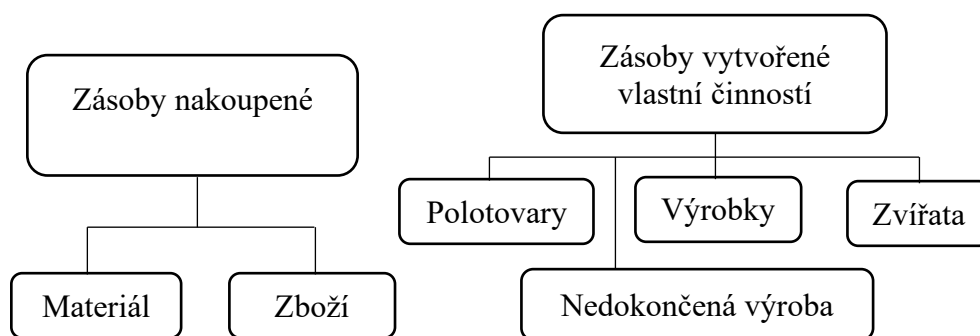 Zásoby nakoupené
Materiál
Zboží
Zásoby vytvořené
vlastní činností
Polotovary
Výrobky
Zvířata
Nedokončená výroba